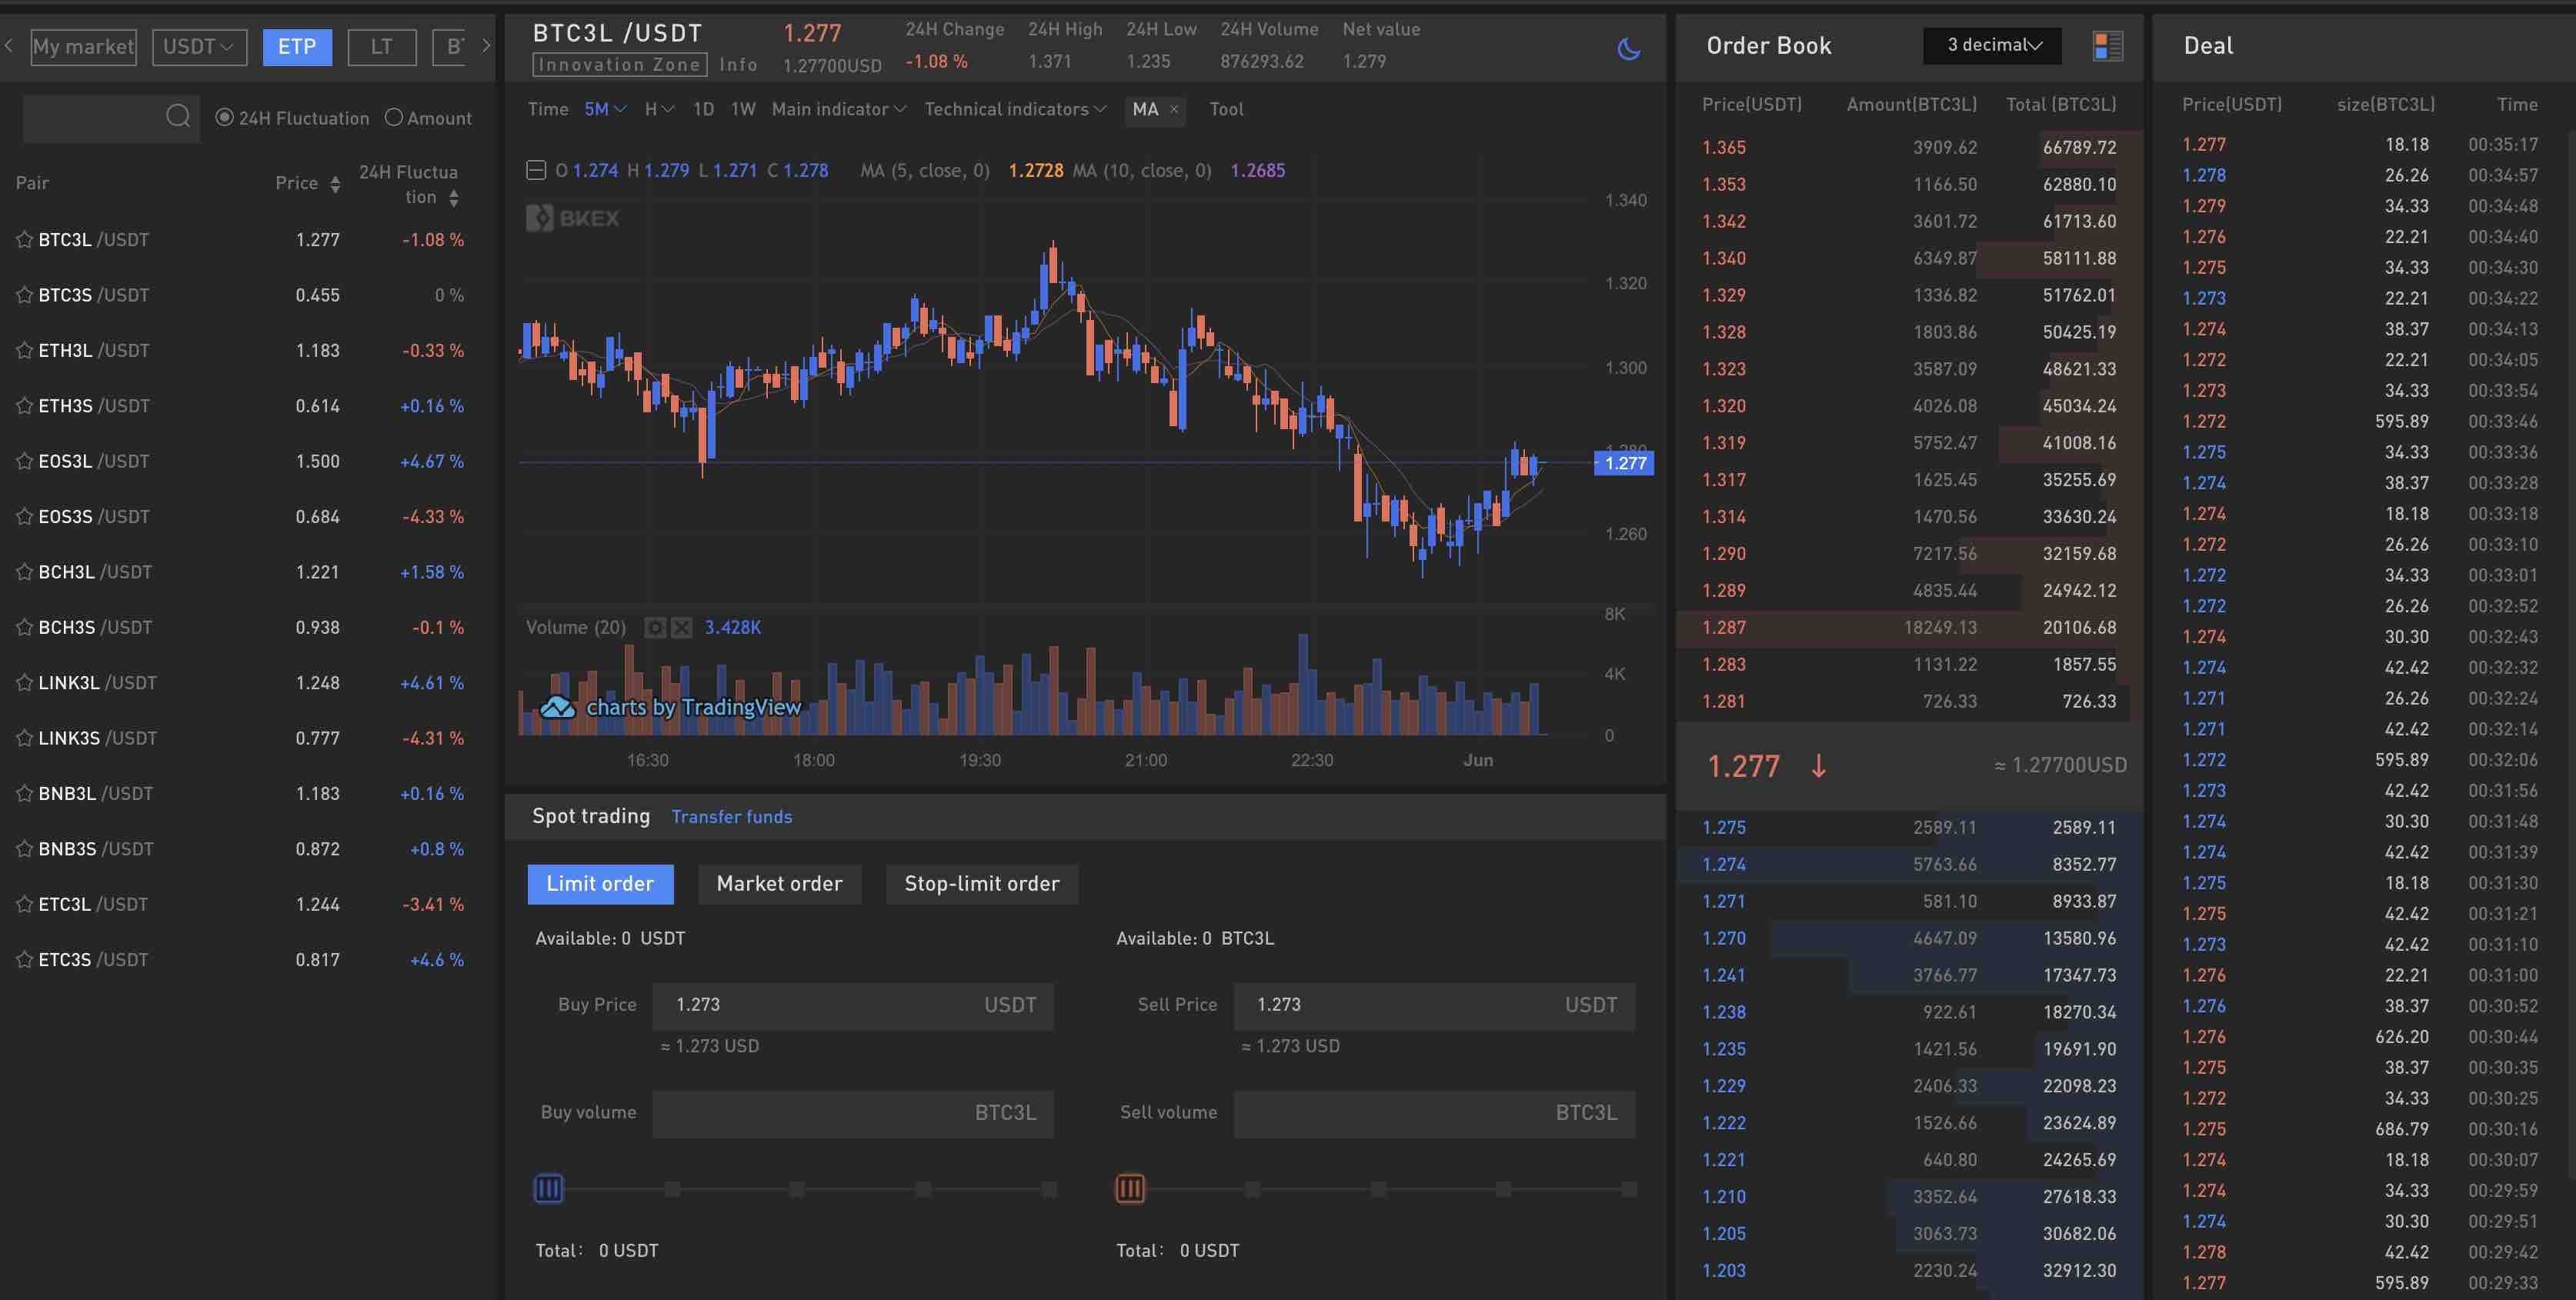 My market USDT ETP LT
24H Fluctuation Amount
Pair Price 24H Fluctua
tion
BTC3L /USDT 1.277 -1.08 %
BTC3S /USDT 0.455 0 %
ETH3L /USDT 1.183 -0.33 %
ETH3S /USDT 0.614 +0.16 %
EOS3L /USDT 1.500 +4.67 %
EOS3S /USDT 0.684 -4.33 %
BCH3L /USDT 1.221 +1.58 %
BCH3S /USDT 0.938 -0.1 %
LINK3L /USDT 1.248 +4.61 %
LINK3S /USDT 0.777 -4.31 %
BNB3L /USDT 1.183 +0.16 %
BNB3S /USDT 0.872 +0.8 %
ETC3L /USDT 1.244 -3.41 %
ETC3S /USDT 0.817 +4.6 %
BTC3L /USDT 1.277 24H Change 24H High 24H Low 24H Volume Net value
Innovation Zone Info 1.27700USD -1.08 % 1.371 1.235 876293.62 1.279
Time 5M H 1D 1W Main indicator Technical indicators MA × Tool
O 1.274 H 1.279 L 1.271 C 1.278 MA (5, close, 0) 1.2728 MA (10, close, 0) 1.2685
BKEX
1.340
1.320
1.300
1.277
1.260
Volume (20) 3.428K
8K
4K
0
charts by TradingView
16:30 18:00 19:30 21:00 22:30 Jun
Spot trading Transfer funds
Limit order Market order Stop-limit order
Available: 0 USDT
Buy Price 1.273 USDT
≈ 1.273 USD
Buy volume BTC3L
Total: 0 USDT
Available: 0 BTC3L
Sell Price 1.273 USDT
≈ 1.273 USD
Sell volume BTC3L
Total: 0 USDT
Order Book 3 decimal
Price(USDT) Amount(BTC3L) Total (BTC3L)
1.365 3909.62 66789.72
1.353 1166.50 62880.10
1.342 3601.72 61713.60
1.340 6349.87 58111.88
1.329 1336.82 51762.01
1.328 1803.86 50425.19
1.323 3587.09 48621.33
1.320 4026.08 45034.24
1.319 5752.47 41008.16
1.317 1625.45 35255.69
1.314 1470.56 33630.24
1.290 7217.56 32159.68
1.289 4835.44 24942.12
1.287 18249.13 20106.68
1.283 1131.22 1857.55
1.281 726.33 726.33
1.277 ↓ ≈ 1.27700USD
1.275 2589.11 2589.11
1.274 5763.66 8352.77
1.271 581.10 8933.87
1.270 4647.09 13580.96
1.241 3766.77 17347.73
1.238 922.61 18270.34
1.235 1421.56 19691.90
1.229 2406.33 22098.23
1.222 1526.66 23624.89
1.221 640.80 24265.69
1.210 3352.64 27618.33
1.205 3063.73 30682.06
1.203 2230.24 32912.30
Deal
Price(USDT) size(BTC3L) Time
1.277 18.18 00:35:17
1.278 26.26 00:34:57
1.279 34.33 00:34:48
1.276 22.21 00:34:40
1.275 34.33 00:34:30
1.273 22.21 00:34:22
1.274 38.37 00:34:13
1.272 22.21 00:34:05
1.273 34.33 00:33:54
1.272 595.89 00:33:46
1.275 34.33 00:33:36
1.274 38.37 00:33:28
1.274 18.18 00:33:18
1.272 26.26 00:33:10
1.272 34.33 00:33:01
1.272 26.26 00:32:52
1.274 30.30 00:32:43
1.274 42.42 00:32:32
1.271 26.26 00:32:24
1.271 42.42 00:32:14
1.272 595.89 00:32:06
1.273 42.42 00:31:56
1.274 30.30 00:31:48
1.274 42.42 00:31:39
1.275 18.18 00:31:30
1.275 42.42 00:31:21
1.273 42.42 00:31:10
1.276 22.21 00:31:00
1.276 38.37 00:30:52
1.276 626.20 00:30:44
1.275 38.37 00:30:35
1.272 34.33 00:30:25
1.275 686.79 00:30:16
1.274 18.18 00:30:07
1.274 34.33 00:29:59
1.274 30.30 00:29:51
1.278 42.42 00:29:42
1.277 595.89 00:29:33